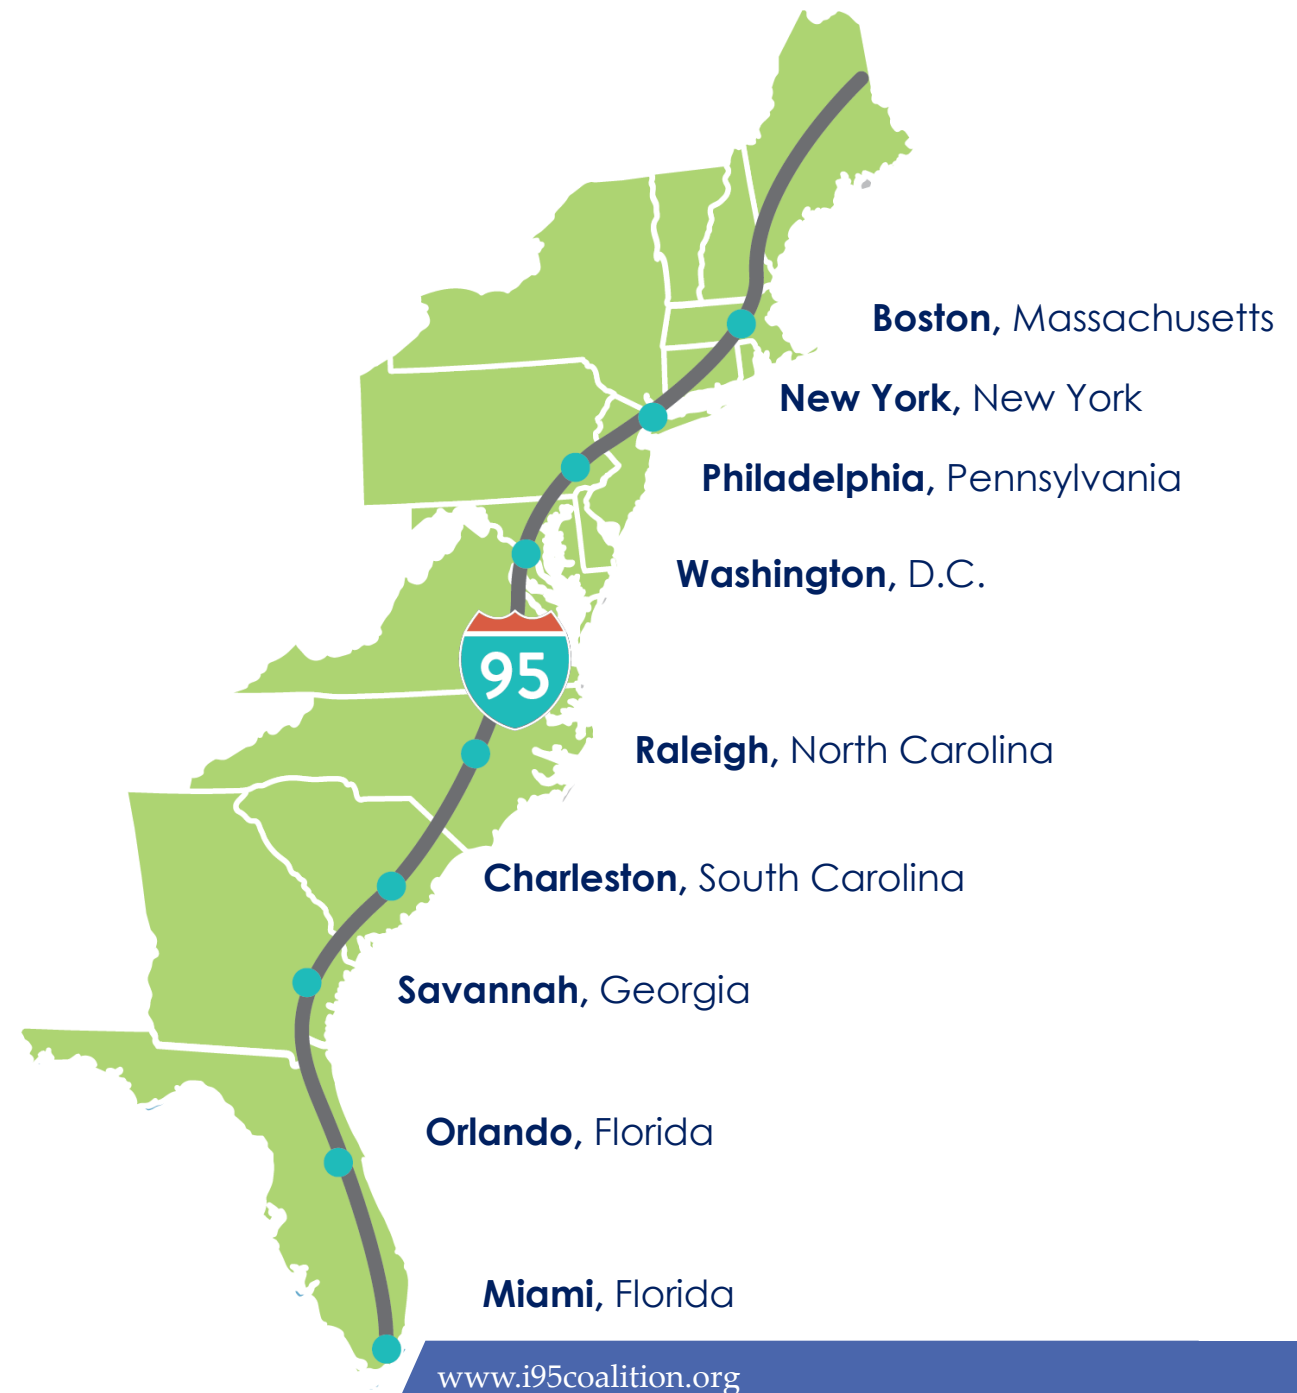 Boston, Massachusetts
New York, New York
Philadelphia, Pennsylvania
Washington, D.C.
95
Raleigh, North Carolina
Charleston, South Carolina
Savannah, Georgia
Orlando, Florida
Miami, Florida
www.i95coalition.org